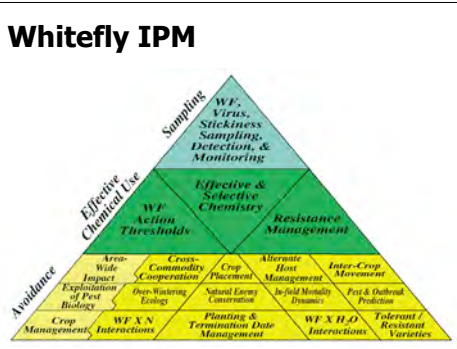 Whitefly IPM
Sampling
WF,
Virus,
Stickiness
Sampling,
Detection, &
Monitoring
Effective
Chemical Use
WF
Action
Thresholds
Effective &
Selective
Chemistry
Resistance
Management
Avoidance
Area-
Wide
Impact
Cross-
Commodity
Cooperation
Crop
Placement
Alternate
Host
Management
Inter-Crop
Movement
Exploitation
of Pest
Biology
Over-Wintering
Ecology
Natural Enemy
Conservation
In-field Mortality
Dynamics
Pest & Outbreak
Prediction
Crop
Management
WF X N
Interactions
Planting &
Termination Date
Management
WF X H₂O
Interactions
Tolerant /
Resistant
Varieties